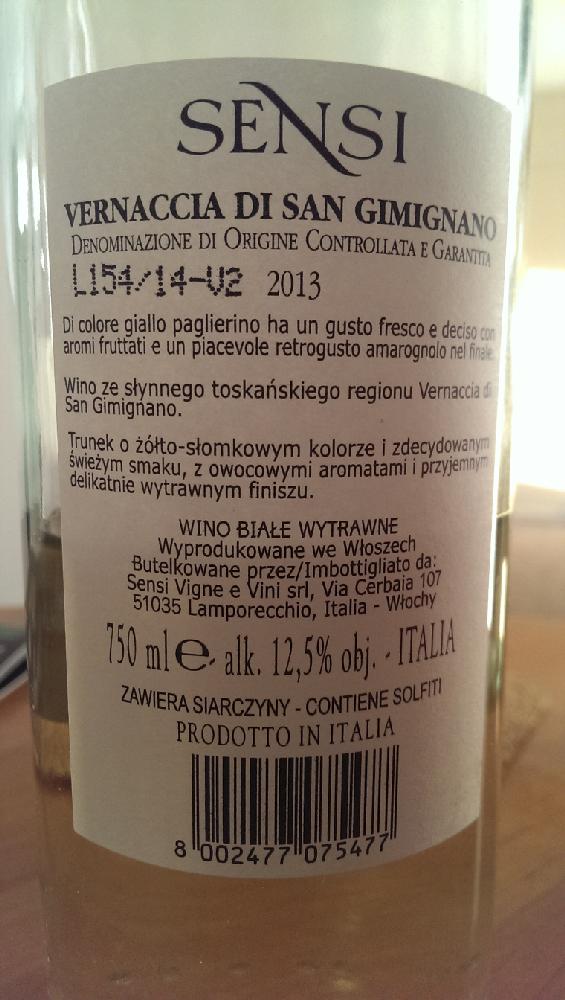 SENSI
VERNACCIA DI SAN GIMIGNANO
DENOMINAZIONE DI ORIGINE CONTROLLATA E GARANTITA
L154/14-V2 2013
Di colore giallo paglierino ha un gusto fresco e deciso con
aromi fruttati e un piacevole retrogusto amarognolo nel finale.
Wino ze słynnego toskańskiego regionu Vernaccia di
San Gimignano.
Trunek o żółto-słomkowym kolorze i zdecydowanym
świeżym smaku, z owocowymi aromatami i przyjemnym
delikatnie wytrawnym finiszu.
WINO BIAŁE WYTRAWNE
Wyprodukowane we Włoszech
Butelkowane przez/Imbottigliato da:
Sensi Vigne e Vini srl, Via Cerbaia 107
51035 Lamporecchio, Italia - Włochy
750 ml e alk. 12,5% obj. - ITALIA
ZAWIERA SIARCZYNY - CONTIENE SOLFITI
PRODOTTO IN ITALIA
8 002477 075477